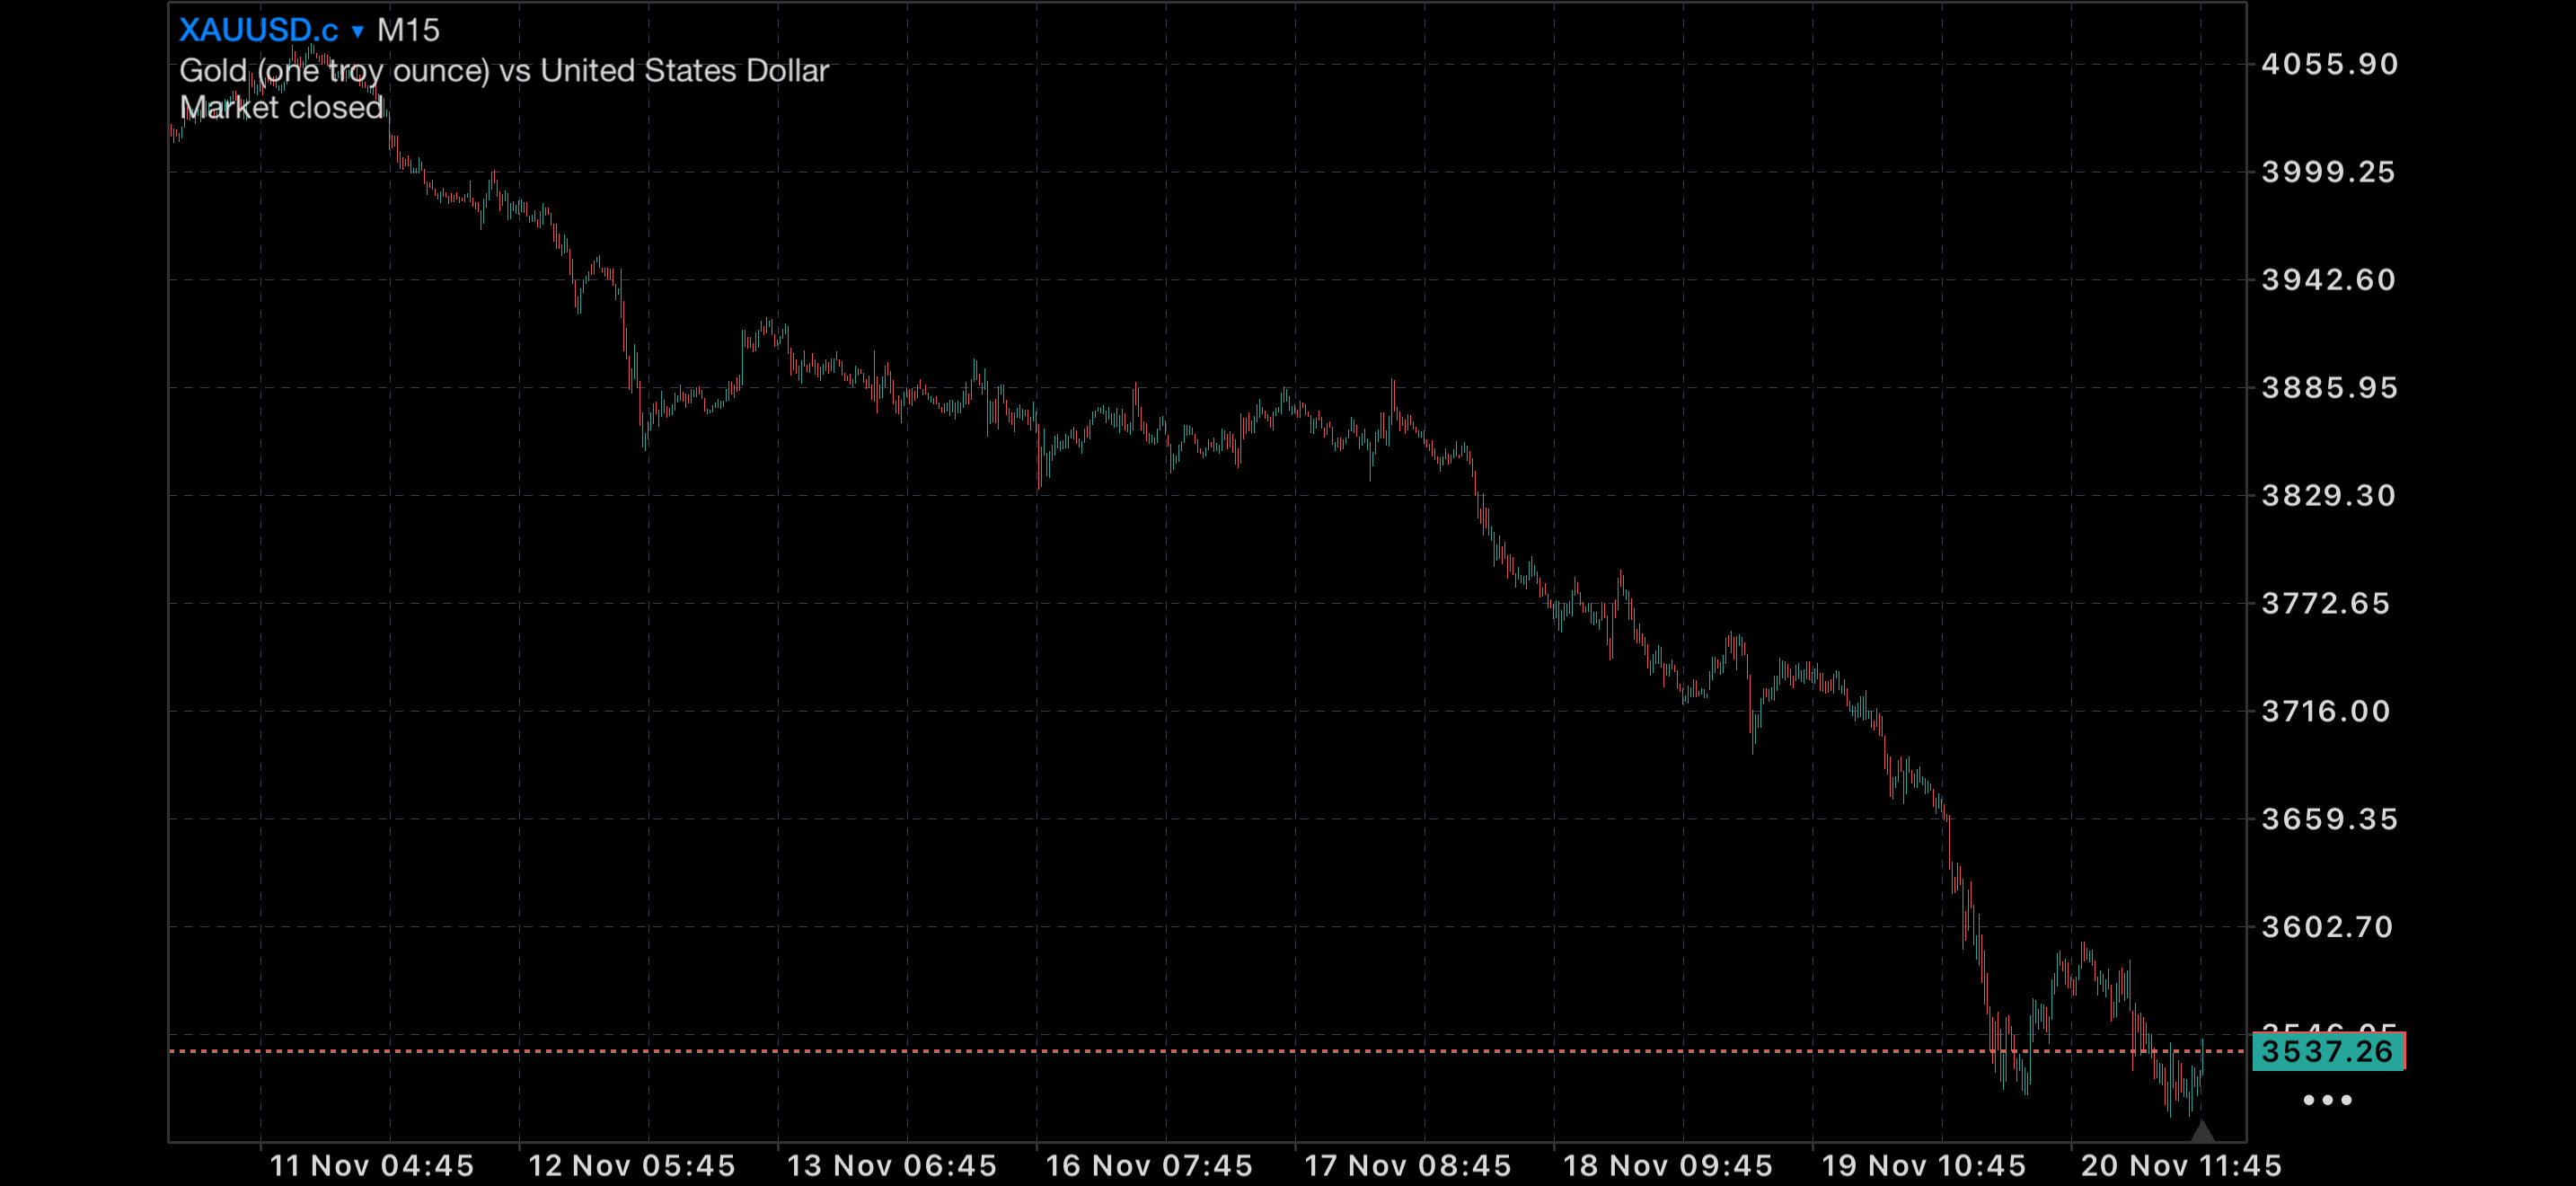 XAUUSD.c ▾ M15
Gold (one troy ounce) vs United States Dollar
Market closed
4055.90
3999.25
3942.60
3885.95
3829.30
3772.65
3716.00
3659.35
3602.70
3546.05
3537.26
11 Nov 04:45
12 Nov 05:45
13 Nov 06:45
16 Nov 07:45
17 Nov 08:45
18 Nov 09:45
19 Nov 10:45
20 Nov 11:45